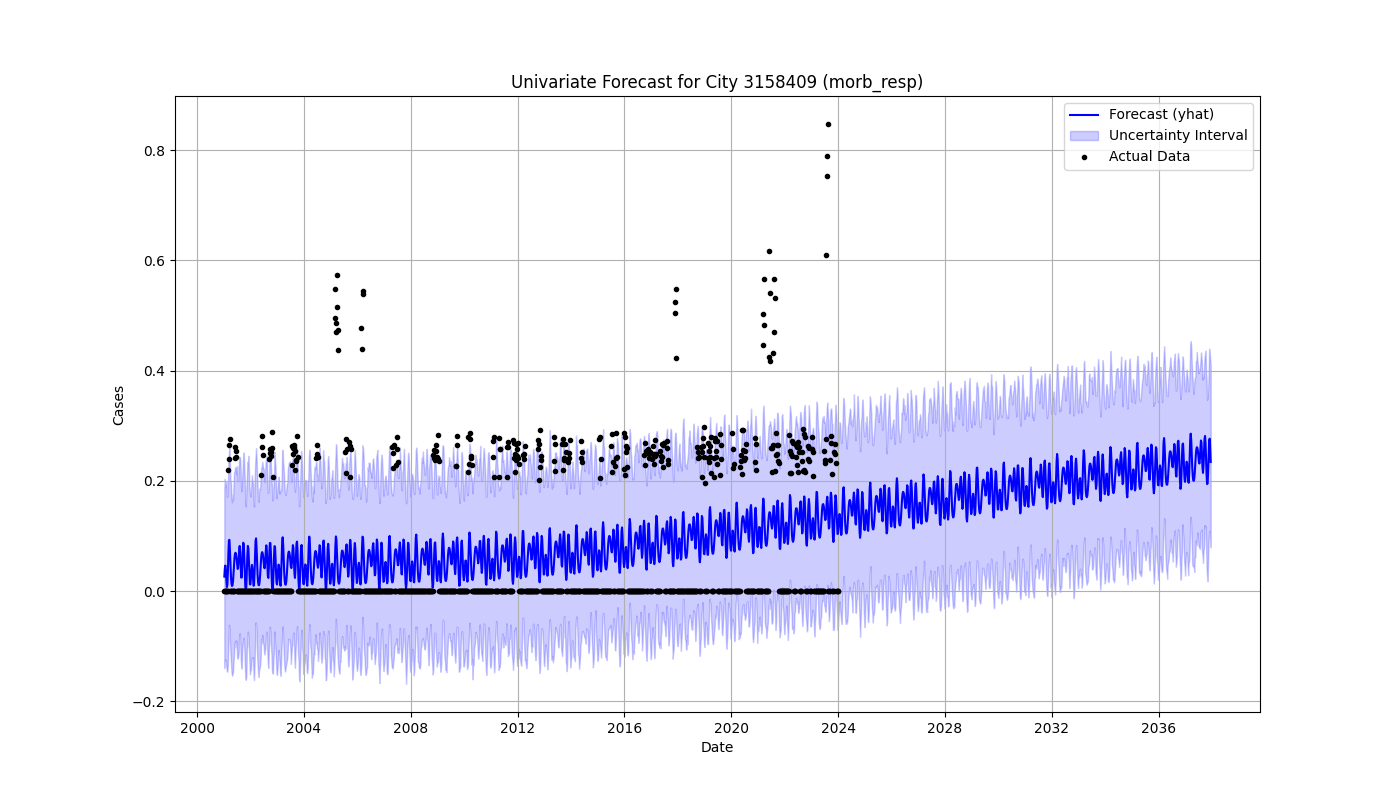 Univariate Forecast for City 3158409 (morb_resp)
Forecast (yhat)
Uncertainty Interval
Actual Data
Cases
0.8
0.6
0.4
0.2
0.0
−0.2
2000 2004 2008 2012 2016 2020 2024 2028 2032 2036
Date